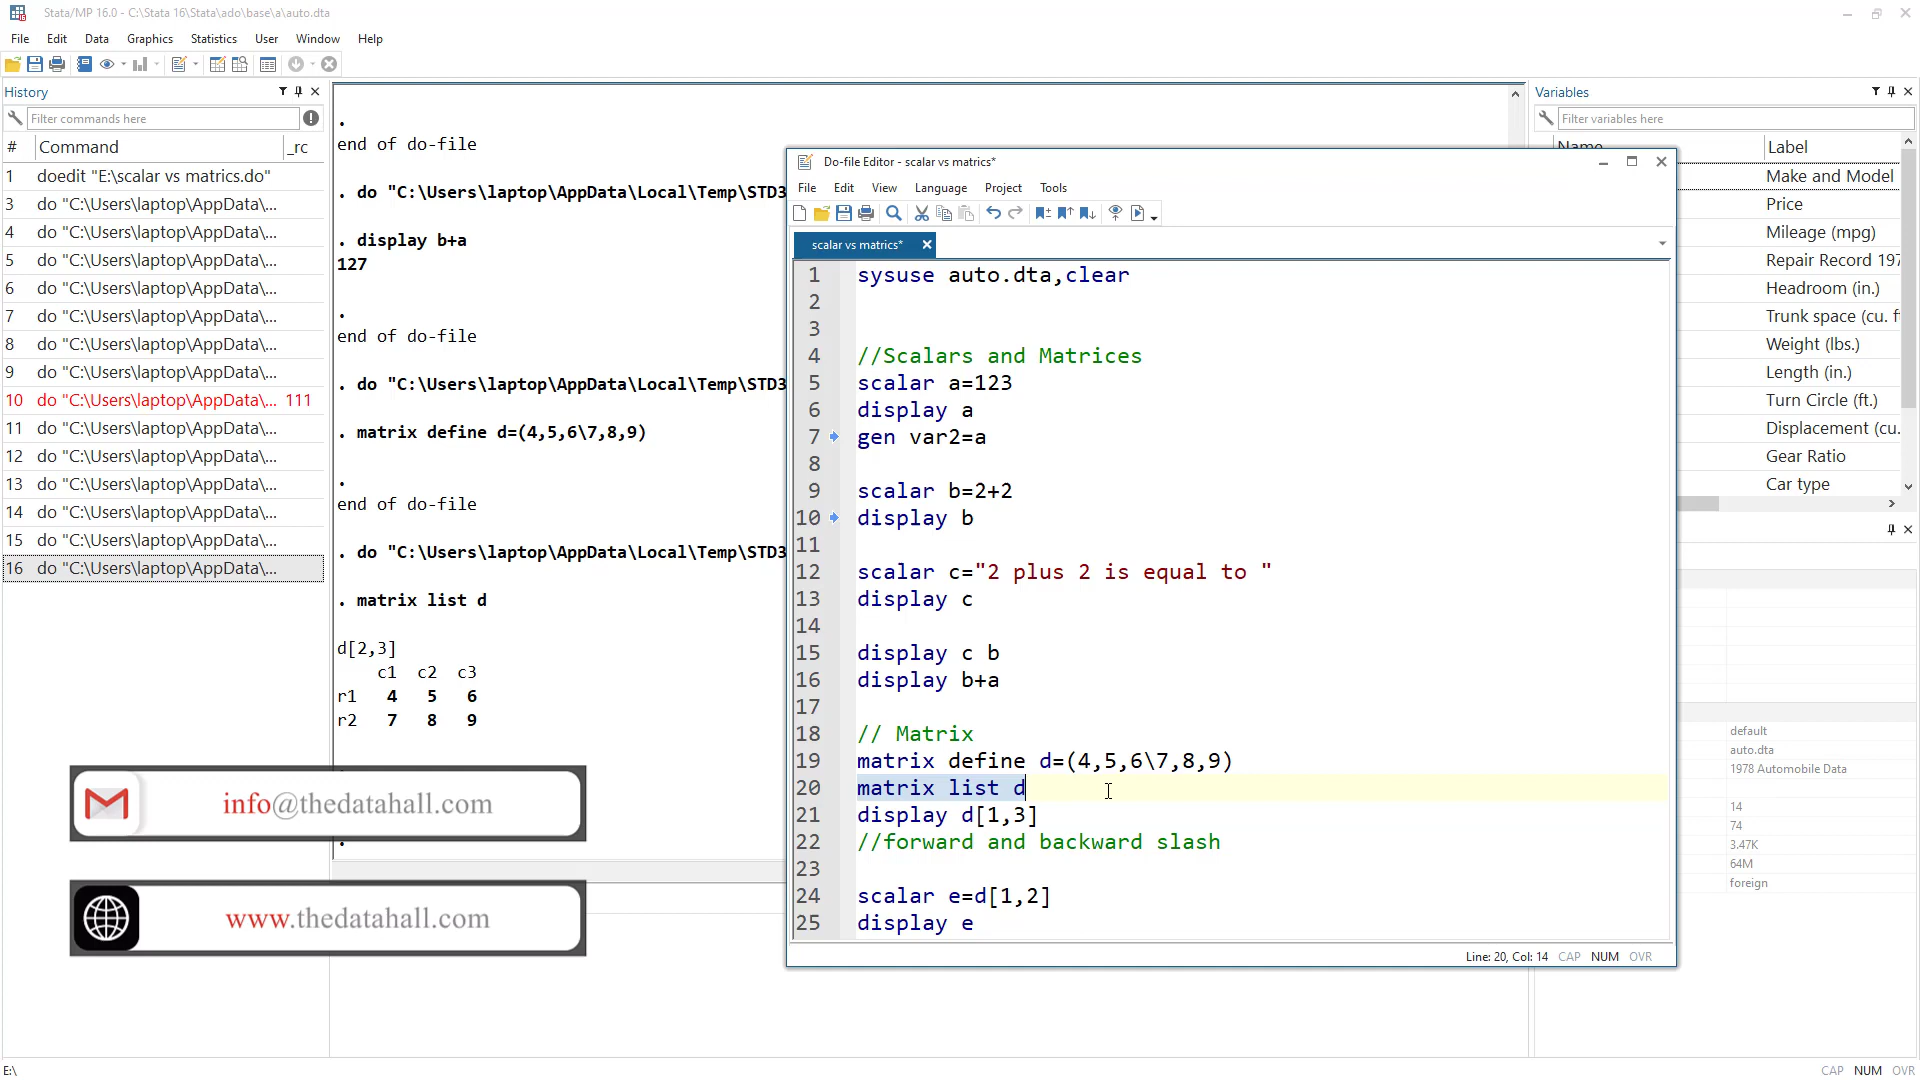 Stata/MP 16.0 - C:\Stata 16\Stata\ado\base\a\auto.dta
File Edit Data Graphics Statistics User Window Help
History
Filter commands here
# Command _rc
1 doedit "E:\scalar vs matrics.do"
3 do "C:\Users\laptop\AppData\...
4 do "C:\Users\laptop\AppData\...
5 do "C:\Users\laptop\AppData\...
6 do "C:\Users\laptop\AppData\...
7 do "C:\Users\laptop\AppData\...
8 do "C:\Users\laptop\AppData\...
9 do "C:\Users\laptop\AppData\...
10 do "C:\Users\laptop\AppData\... 111
11 do "C:\Users\laptop\AppData\...
12 do "C:\Users\laptop\AppData\...
13 do "C:\Users\laptop\AppData\...
14 do "C:\Users\laptop\AppData\...
15 do "C:\Users\laptop\AppData\...
16 do "C:\Users\laptop\AppData\...
.
end of do-file
. do "C:\Users\laptop\AppData\Local\Temp\STD3
. display b+a
127
.
end of do-file
. do "C:\Users\laptop\AppData\Local\Temp\STD3
. matrix define d=(4,5,6\7,8,9)
.
end of do-file
. do "C:\Users\laptop\AppData\Local\Temp\STD3
. matrix list d
d[2,3]
c1 c2 c3
r1 4 5 6
r2 7 8 9
.
info@thedatahall.com
www.thedatahall.com
Do-file Editor - scalar vs matrics*
File Edit View Language Project Tools
scalar vs matrics*
1 sysuse auto.dta,clear
2
3
4 //Scalars and Matrices
5 scalar a=123
6 display a
7 gen var2=a
8
9 scalar b=2+2
10 display b
11
12 scalar c="2 plus 2 is equal to "
13 display c
14
15 display c b
16 display b+a
17
18 // Matrix
19 matrix define d=(4,5,6\7,8,9)
20 matrix list d
21 display d[1,3]
22 //forward and backward slash
23
24 scalar e=d[1,2]
25 display e
Line: 20, Col: 14 CAP NUM OVR
Variables
Filter variables here
Name Label
Make and Model
Price
Mileage (mpg)
Repair Record 197
Headroom (in.)
Trunk space (cu. f
Weight (lbs.)
Length (in.)
Turn Circle (ft.)
Displacement (cu.
Gear Ratio
Car type
default
auto.dta
1978 Automobile Data
14
74
3.47K
64M
foreign
E:\
CAP NUM OVR